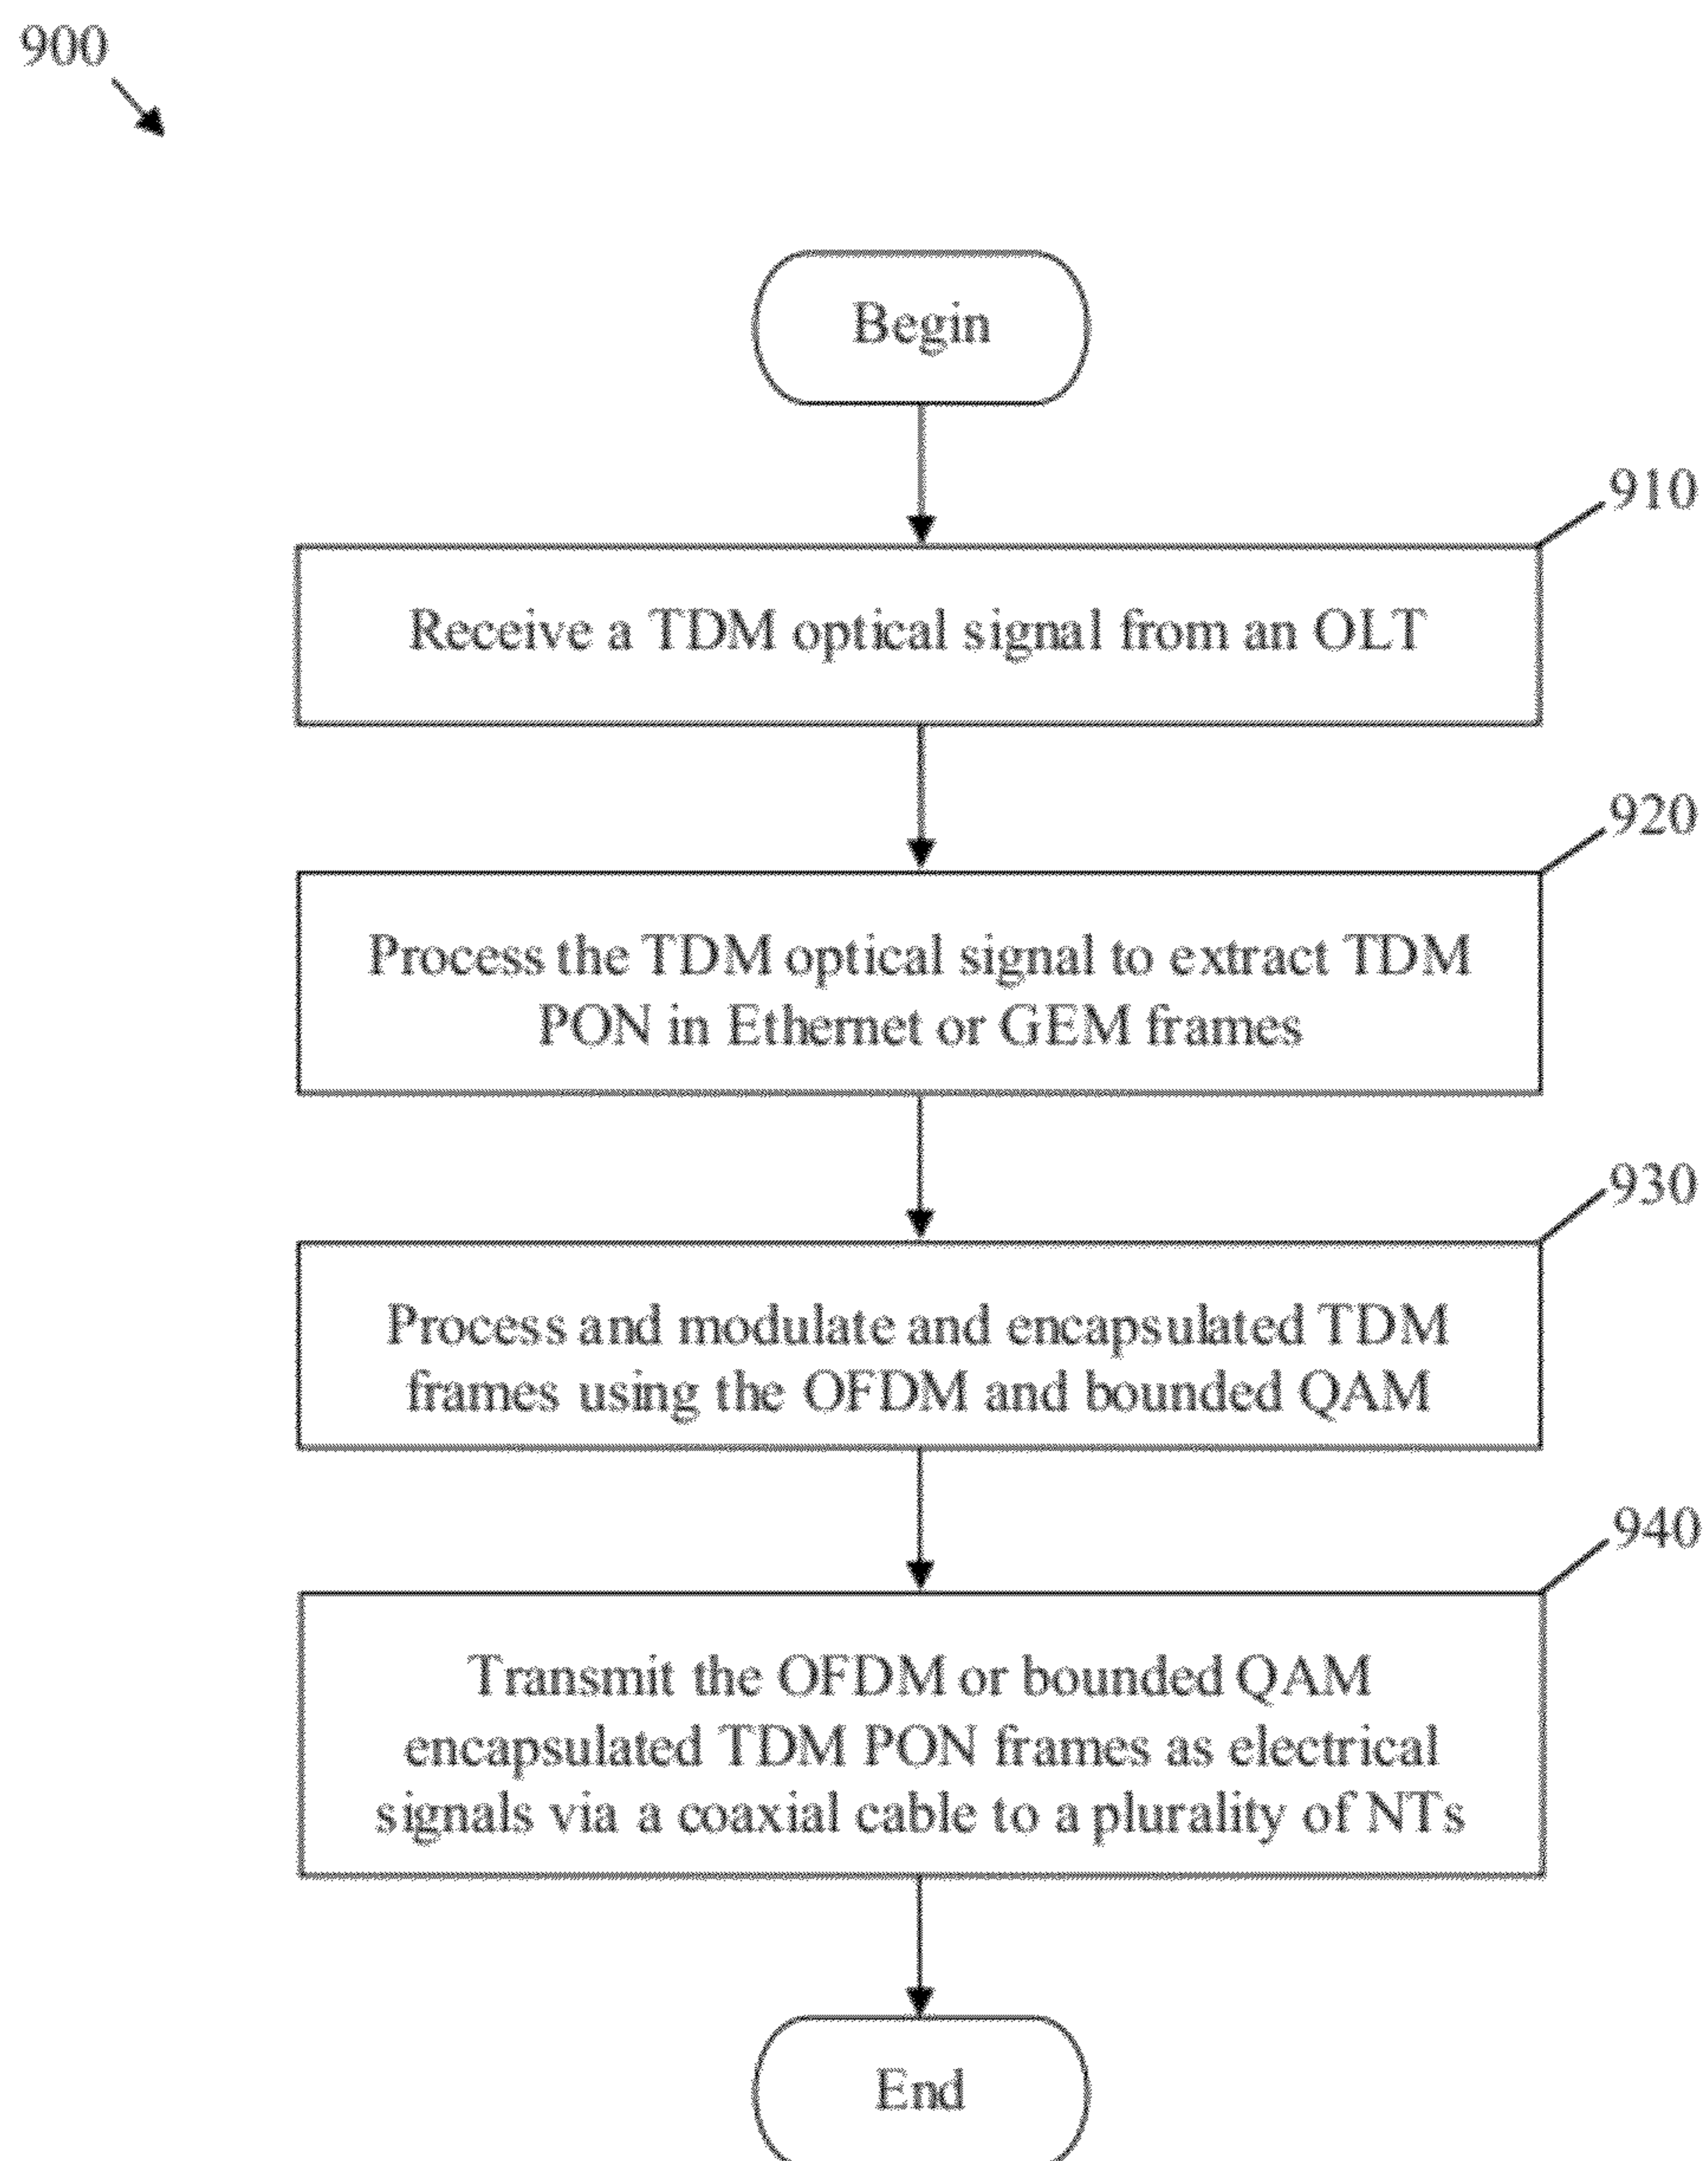 900
Begin
910
Receive a TDM optical signal from an OLT
920
Process the TDM optical signal to extract TDM
PON in Ethernet or GEM frames
930
Process and modulate and encapsulated TDM
frames using the OFDM and bounded QAM
940
Transmit the OFDM or bounded QAM
encapsulated TDM PON frames as electrical
signals via a coaxial cable to a plurality of NTs
End